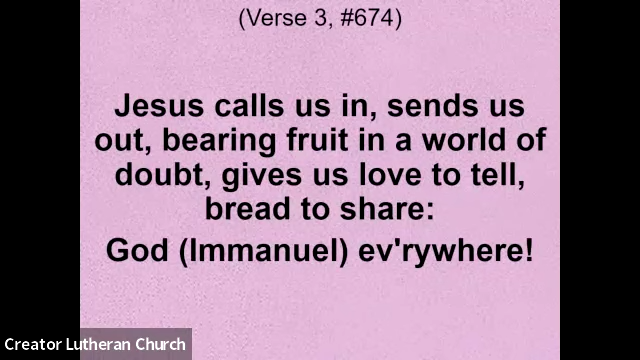 (Verse 3, #674)
Jesus calls us in, sends us
out, bearing fruit in a world of
doubt, gives us love to tell,
bread to share:
God (Immanuel) ev'rywhere!
Creator Lutheran Church